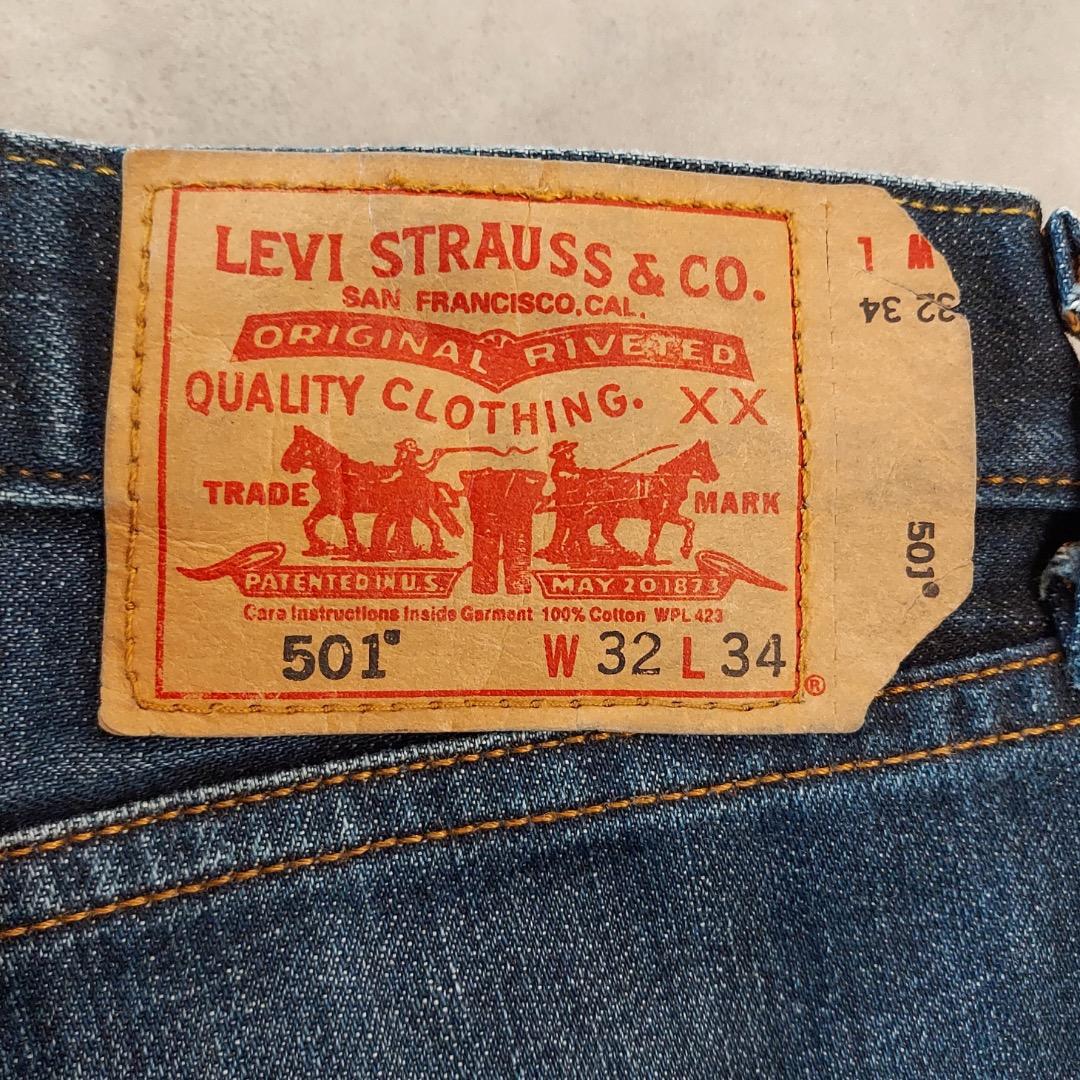 LEVI STRAUSS & CO.
SAN FRANCISCO, CAL.
ORIGINAL RIVETED
QUALITY CLOTHING. XX
TRADE MARK
PATENTED IN U.S. MAY 20 1873
Care Instructions Inside Garment 100% Cotton WPL 423
501® W 32 L 34
®
L W
34 32
501®